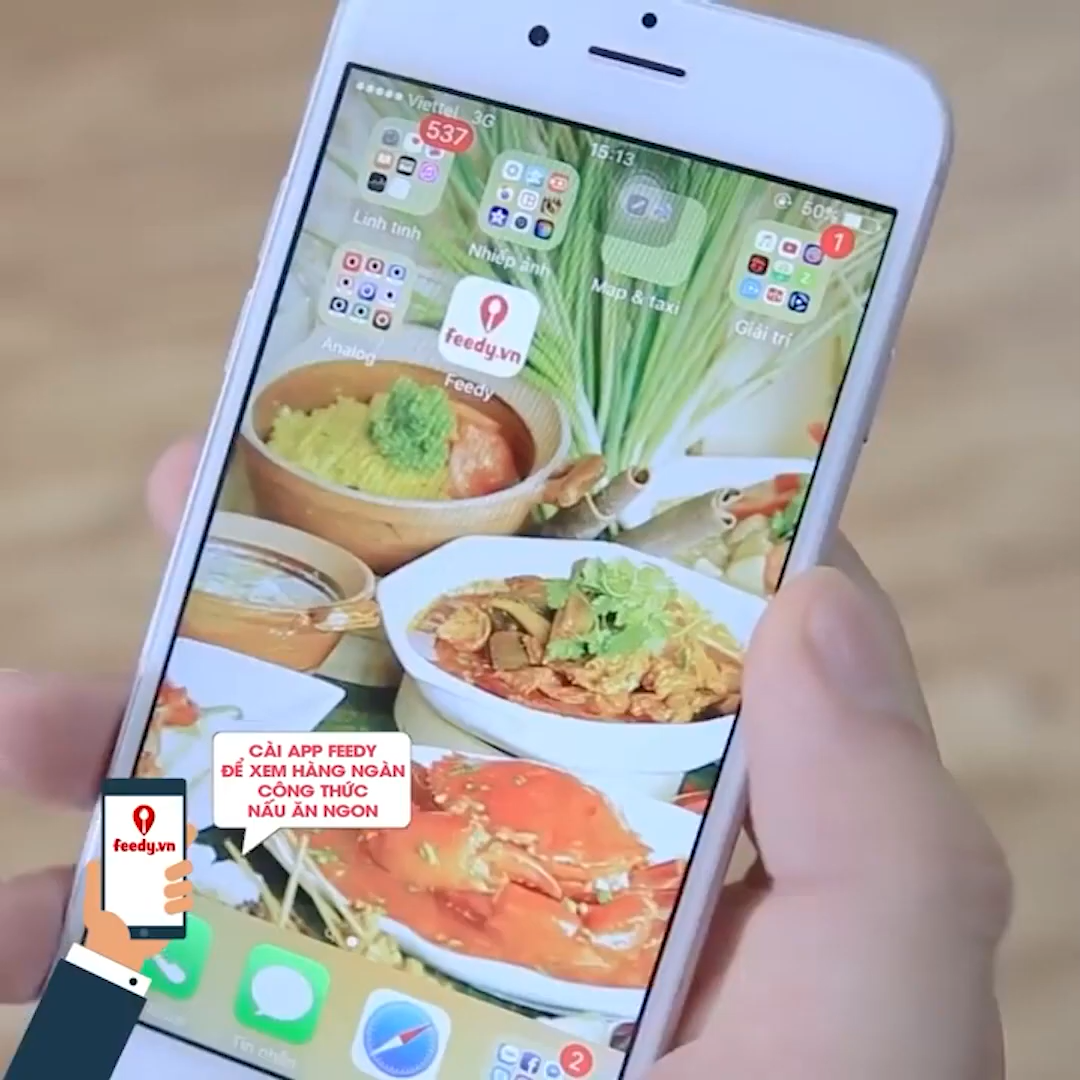 Viettel 3G
15:13
50%
537
1
Linh tinh
Nhiếp ảnh
Map & taxi
Giải trí
Analog
feedy.vn
Feedy
CÀI APP FEEDY
ĐỂ XEM HÀNG NGÀN
CÔNG THỨC
NẤU ĂN NGON
feedy.vn
Tin nhắn
2